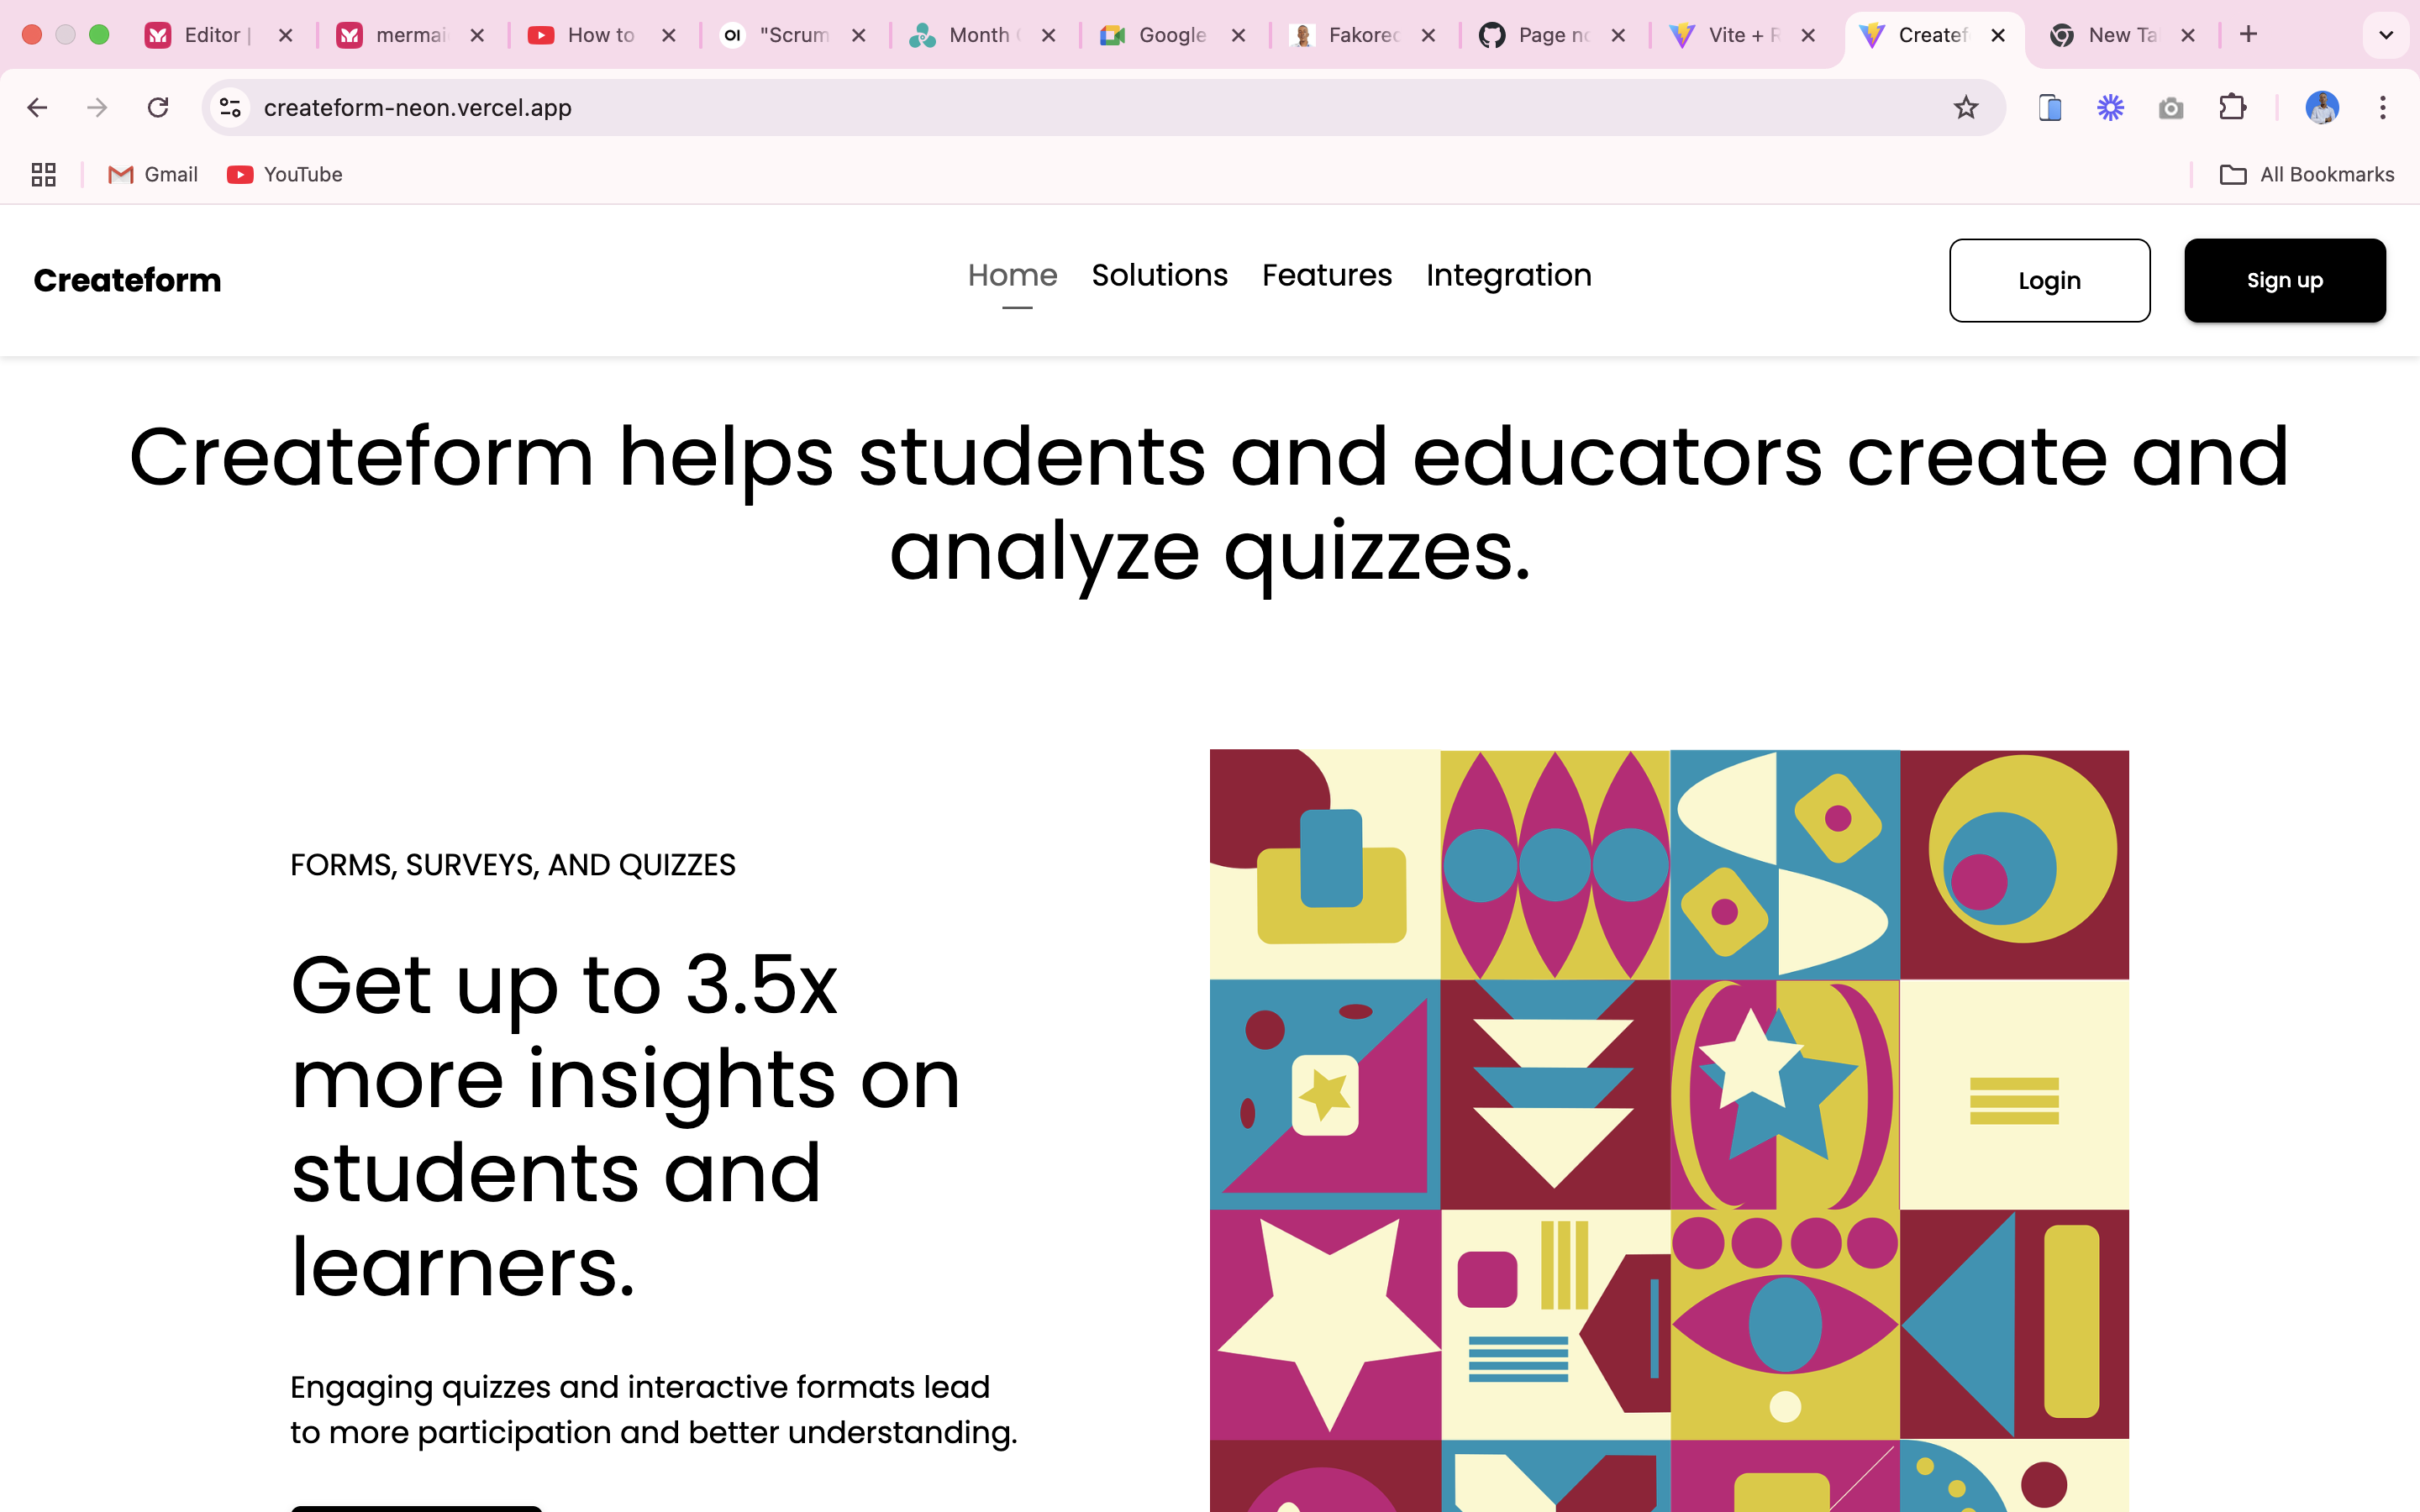 Editor |
mermai
How to
"Scrum
Month
Google
Fakored
Page no
Vite + R
Createf
New Ta
createform-neon.vercel.app
Gmail
YouTube
All Bookmarks
Createform
Home
Solutions
Features
Integration
Login
Sign up
Createform helps students and educators create and
analyze quizzes.
FORMS, SURVEYS, AND QUIZZES
Get up to 3.5x
more insights on
students and
learners.
Engaging quizzes and interactive formats lead
to more participation and better understanding.